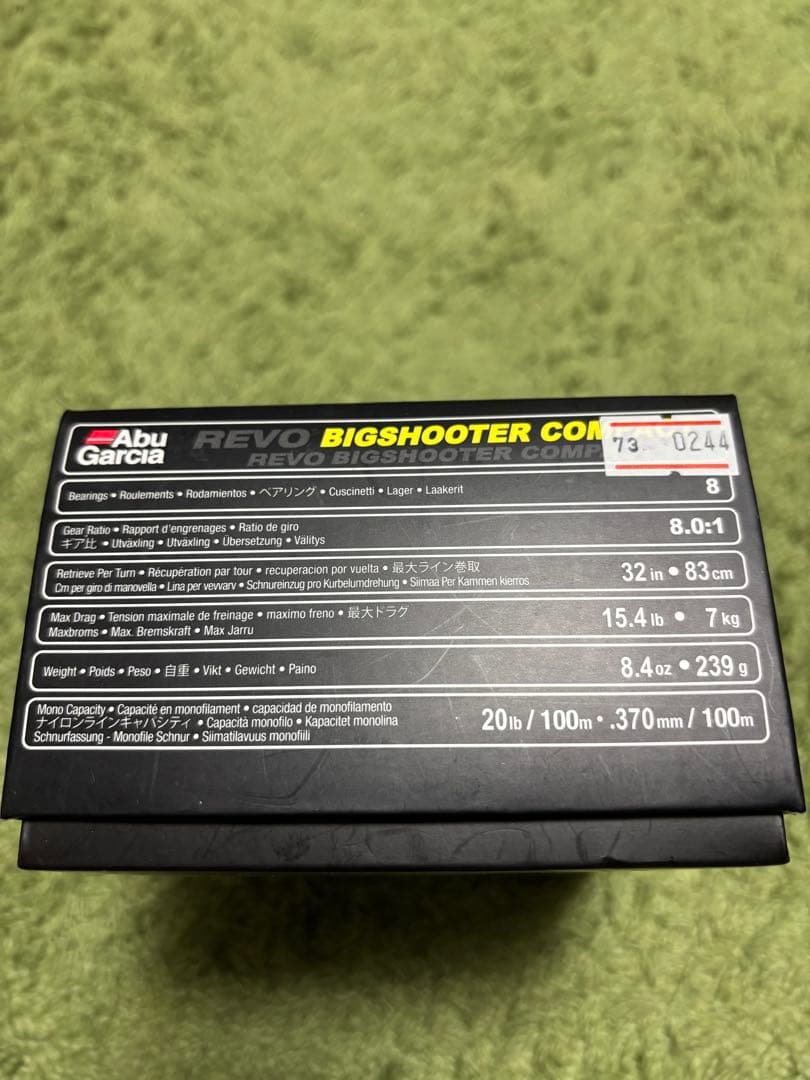 Abu
Garcia
REVO BIGSHOOTER
REVO BIGSHOOTER COMP
73 0244
Bearings • Roulements • Rodamientos • ベアリング • Cuscinetti • Lager • Laakerit
8
Gear Ratio • Rapport d'engrenages • Ratio de giro
ギア比 • Utväxling • Utvaxling • Übersetzung • Välitys
8.0:1
Retrieve Per Turn • Récupération par tour • recuperacion por vuelta • 最大ライン巻取
Cm per giro di manovella • Lina per vevvarv • Schnureinzug pro Kurbelumdrehung • Siimaa Per Kammen kierros
32 in • 83 cm
Max Drag • Tension maximale de freinage • maximo freno • 最大ドラグ
Maxbroms • Max. Bremskraft • Max Jarru
15.4 lb • 7 kg
Weight • Poids • Peso • 自重 • Vikt • Gewicht • Paino
8.4 oz • 239 g
Mono Capacity • Capacité en monofilament • capacidad de monofilamento
ナイロンラインキャパシティ • Capacità monofilo • Kapacitet monolina
Schnurfassung - Monofile Schnur • Siimatilavuus monofiili
20lb / 100m • .370mm / 100m